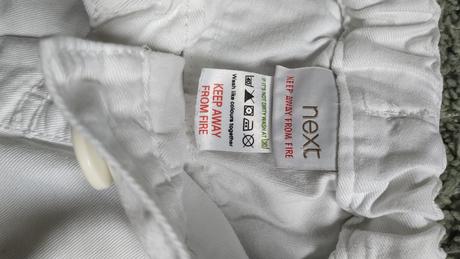 next
KEEP AWAY FROM FIRE
IF IT'S NOT DIRTY WASH AT 30°
Wash like colours together
KEEP AWAY
FROM FIRE